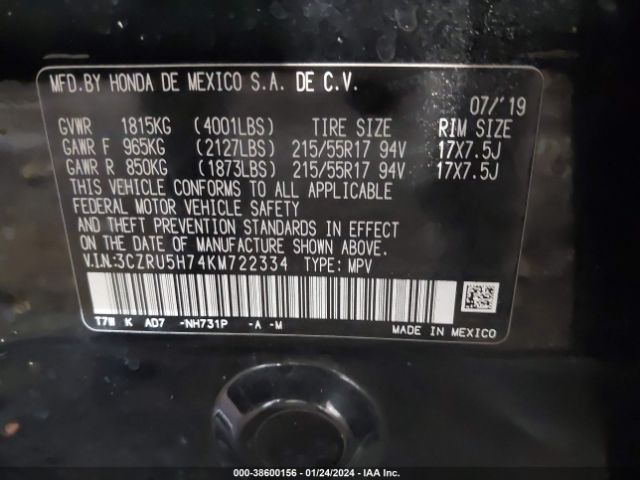 MFD.BY HONDA DE MEXICO S.A. DE C.V.
07/'19
GVWR 1815KG (4001LBS) TIRE SIZE RIM SIZE
GAWR F 965KG (2127LBS) 215/55R17 94V 17X7.5J
GAWR R 850KG (1873LBS) 215/55R17 94V 17X7.5J
THIS VEHICLE CONFORMS TO ALL APPLICABLE
FEDERAL MOTOR VEHICLE SAFETY
AND THEFT PREVENTION STANDARDS IN EFFECT
ON THE DATE OF MANUFACTURE SHOWN ABOVE.
V.I.N.:3CZRU5H74KM722334 TYPE: MPV
T7W K AD7 -NH731P -A -M
MADE IN MEXICO
000-38600156 - 01/24/2024 - IAA Inc.